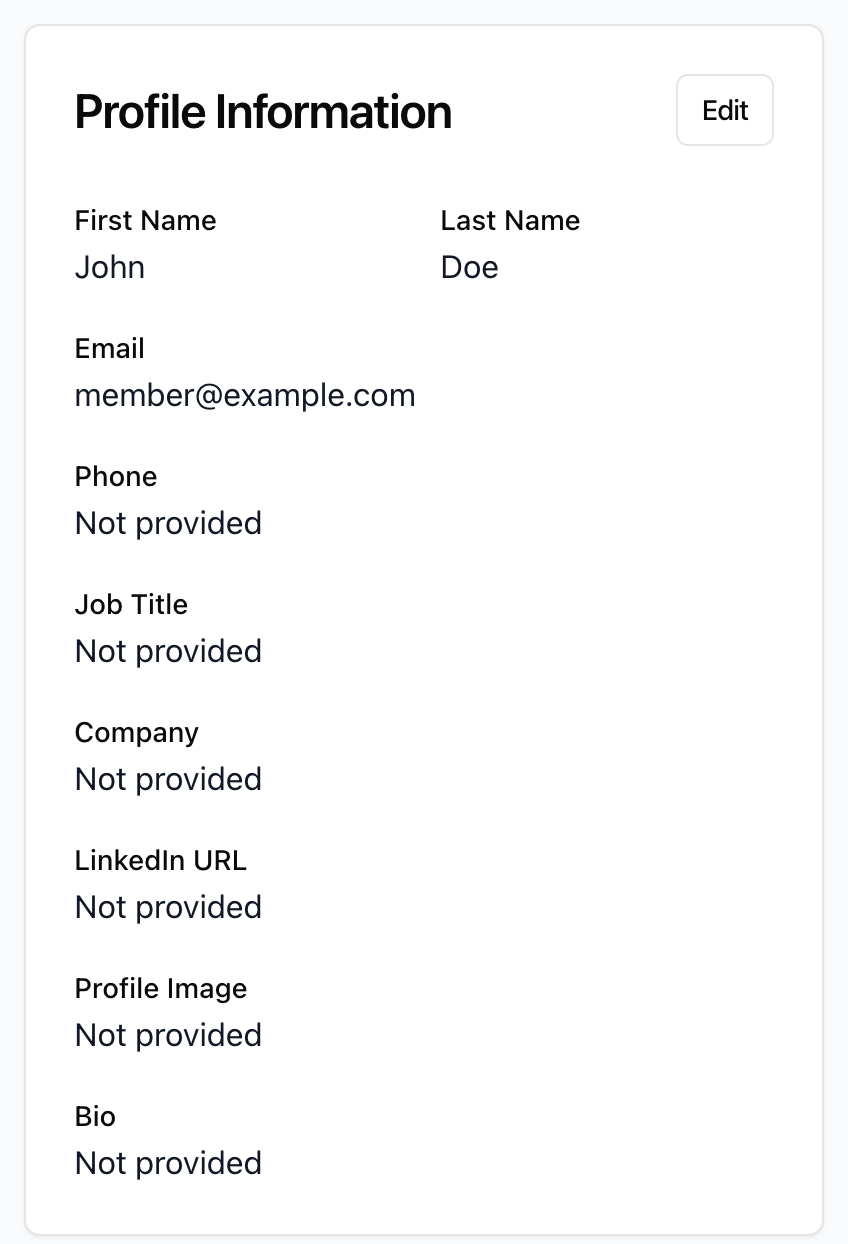 Profile Information
Edit
First Name
Last Name
John
Doe
Email
member@example.com
Phone
Not provided
Job Title
Not provided
Company
Not provided
LinkedIn URL
Not provided
Profile Image
Not provided
Bio
Not provided